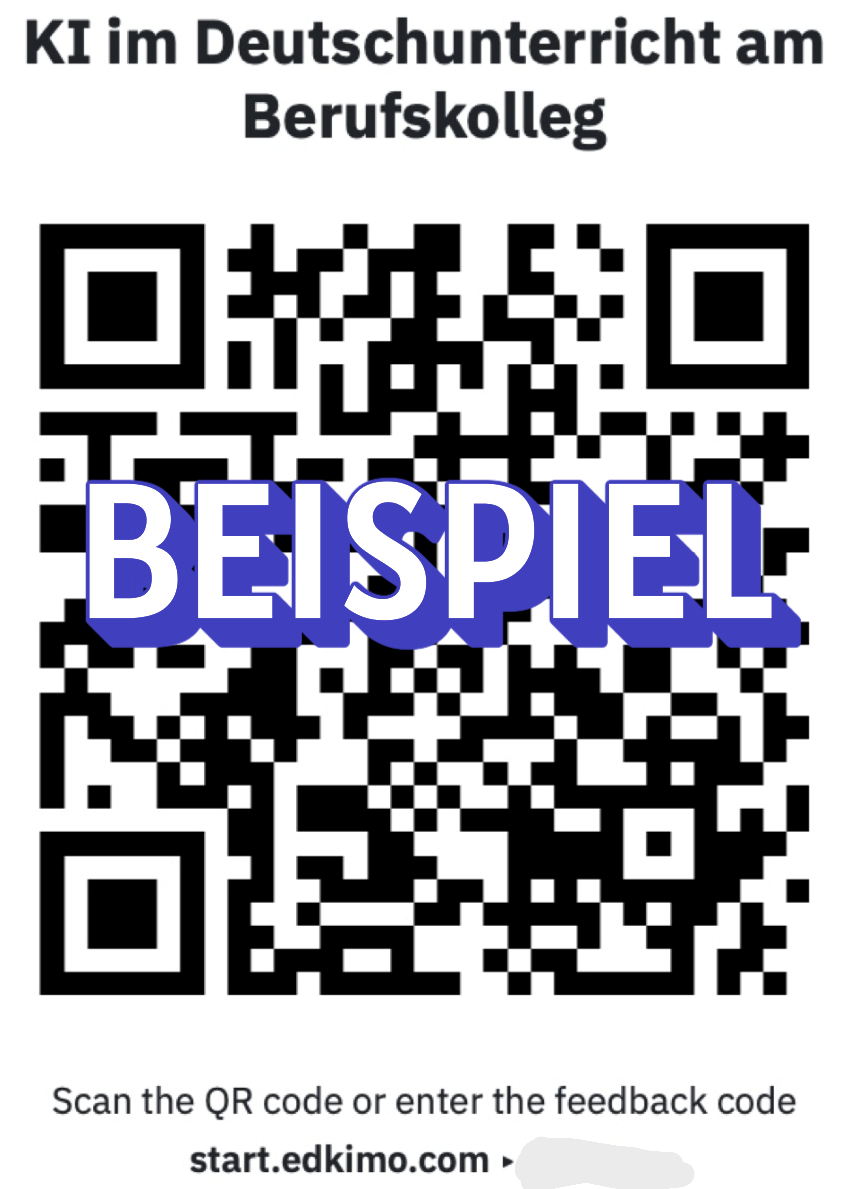 KI im Deutschunterricht am
Berufskolleg
BEISPIEL
Scan the QR code or enter the feedback code
start.edkimo.com ▸